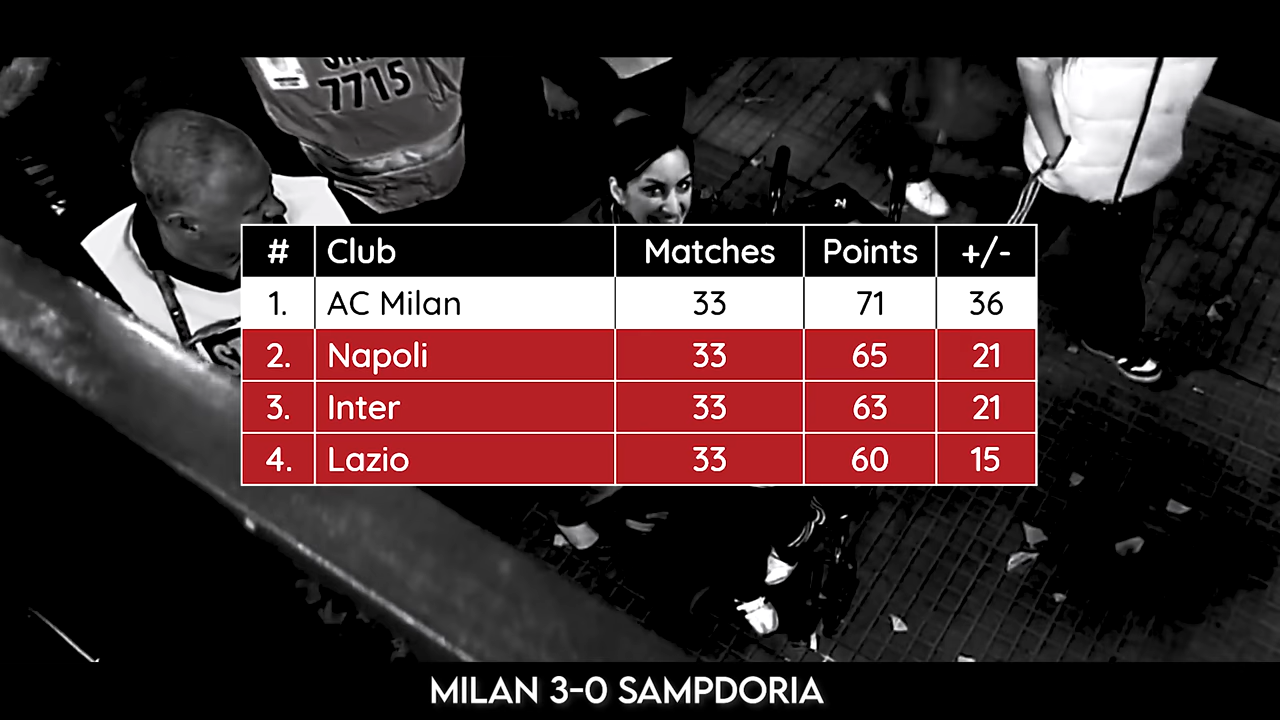 7715
# Club Matches Points +/-
1. AC Milan 33 71 36
2. Napoli 33 65 21
3. Inter 33 63 21
4. Lazio 33 60 15
MILAN 3-0 SAMPDORIA